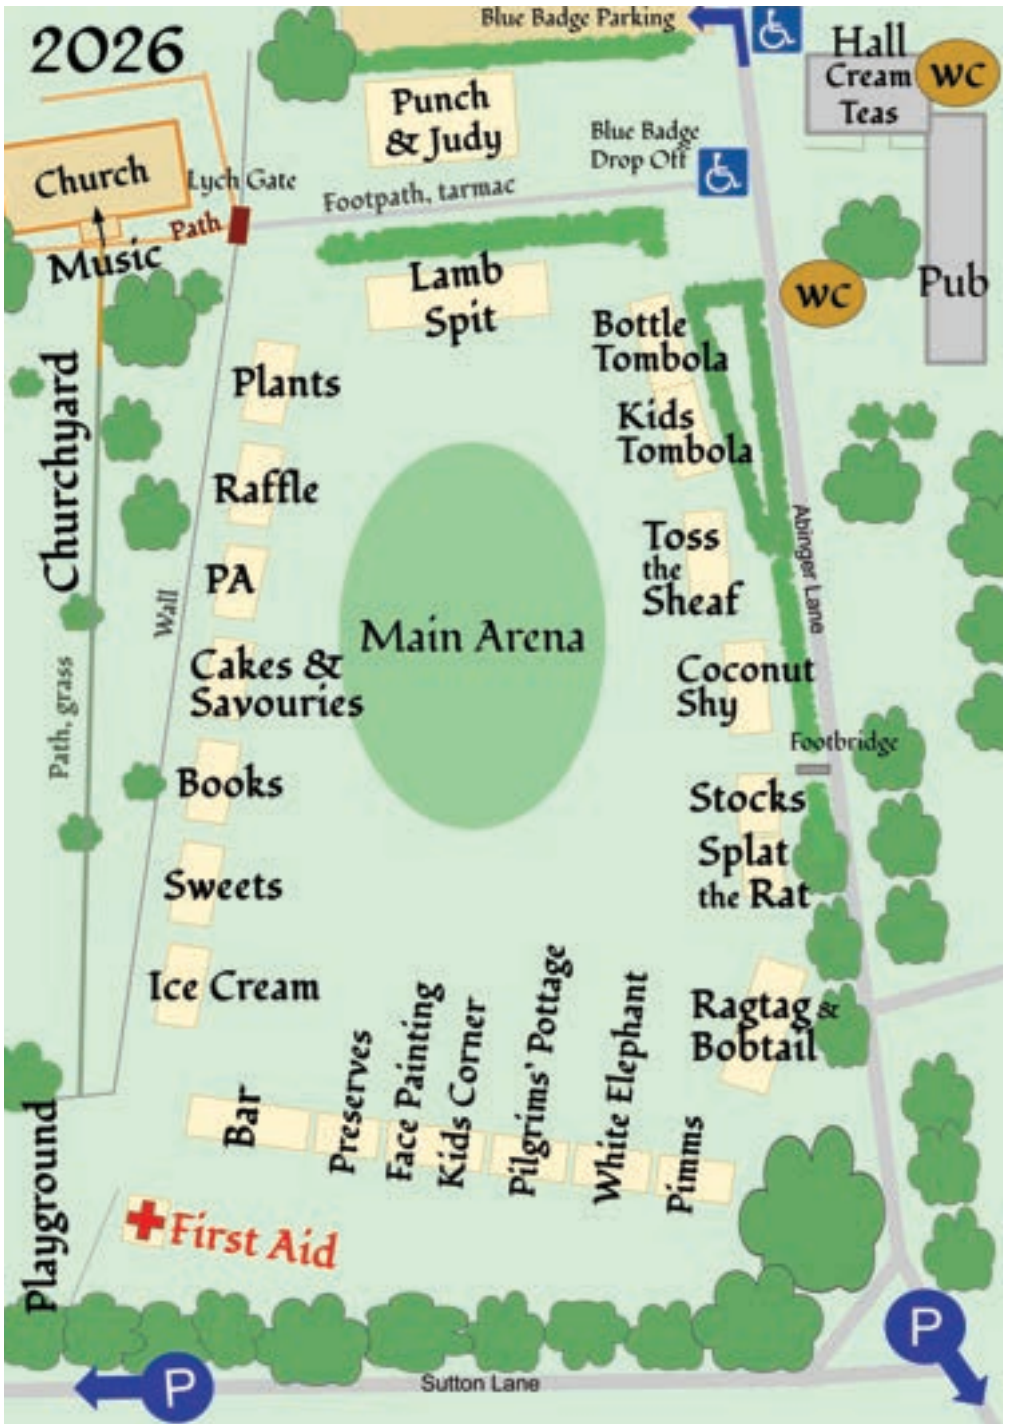 2026
Blue Badge Parking
Hall
Cream
Teas
WC
Punch
& Judy
Blue Badge
Drop Off
Church
Lych Gate
Footpath, tarmac
Path
Music
Lamb
Spit
WC
Pub
Bottle
Tombola
Plants
Kids
Tombola
Churchyard
Raffle
Toss
the
Sheaf
Abinger Lane
PA
Wall
Main Arena
Cakes &
Savouries
Coconut
Shy
Path, grass
Footbridge
Books
Stocks
Splat
the Rat
Sweets
Ice Cream
Ragtag &
Bobtail
Bar
Preserves
Face Painting
Kids Corner
Pilgrims' Pottage
White Elephant
Pimms
Playground
First Aid
P
Sutton Lane
P